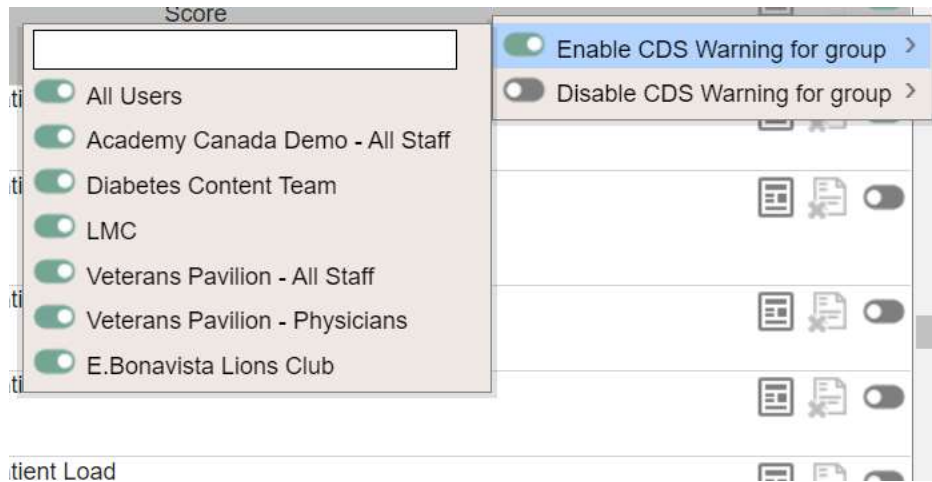 Score
Enable CDS Warning for group
Disable CDS Warning for group
All Users
Academy Canada Demo - All Staff
Diabetes Content Team
LMC
Veterans Pavilion - All Staff
Veterans Pavilion - Physicians
E.Bonavista Lions Club
tient Load